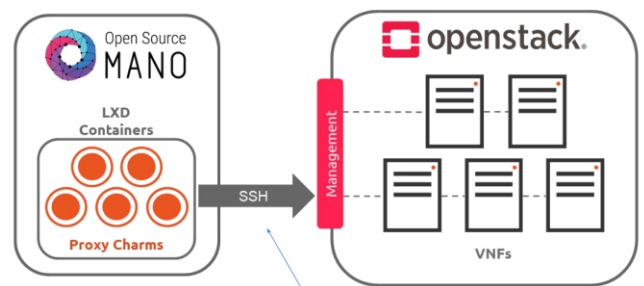 Open Source
MANO
LXD
Containers
Proxy Charms
SSH
openstack.
Management
VNFs